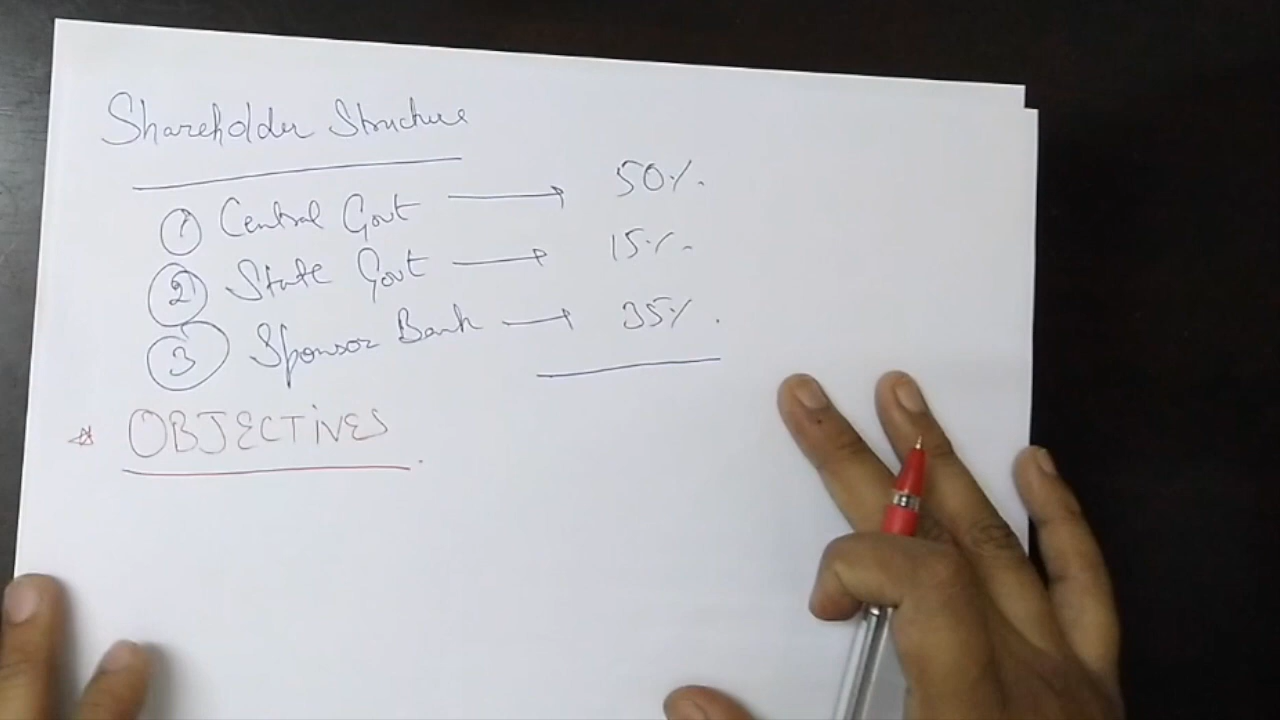 Shareholder Structure
① Central Govt → 50%.
② State Govt → 15%.
③ Sponsor Bank → 35%.
* OBJECTIVES